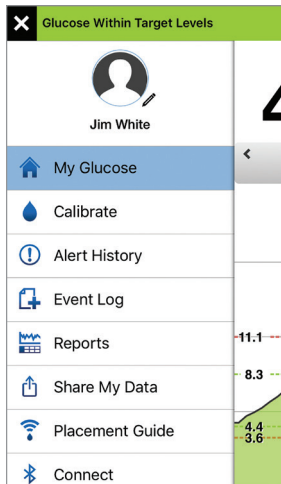 Glucose Within Target Levels
Jim White
My Glucose
Calibrate
Alert History
Event Log
Reports
Share My Data
Placement Guide
Connect
11.1
8.3
4.4
3.6